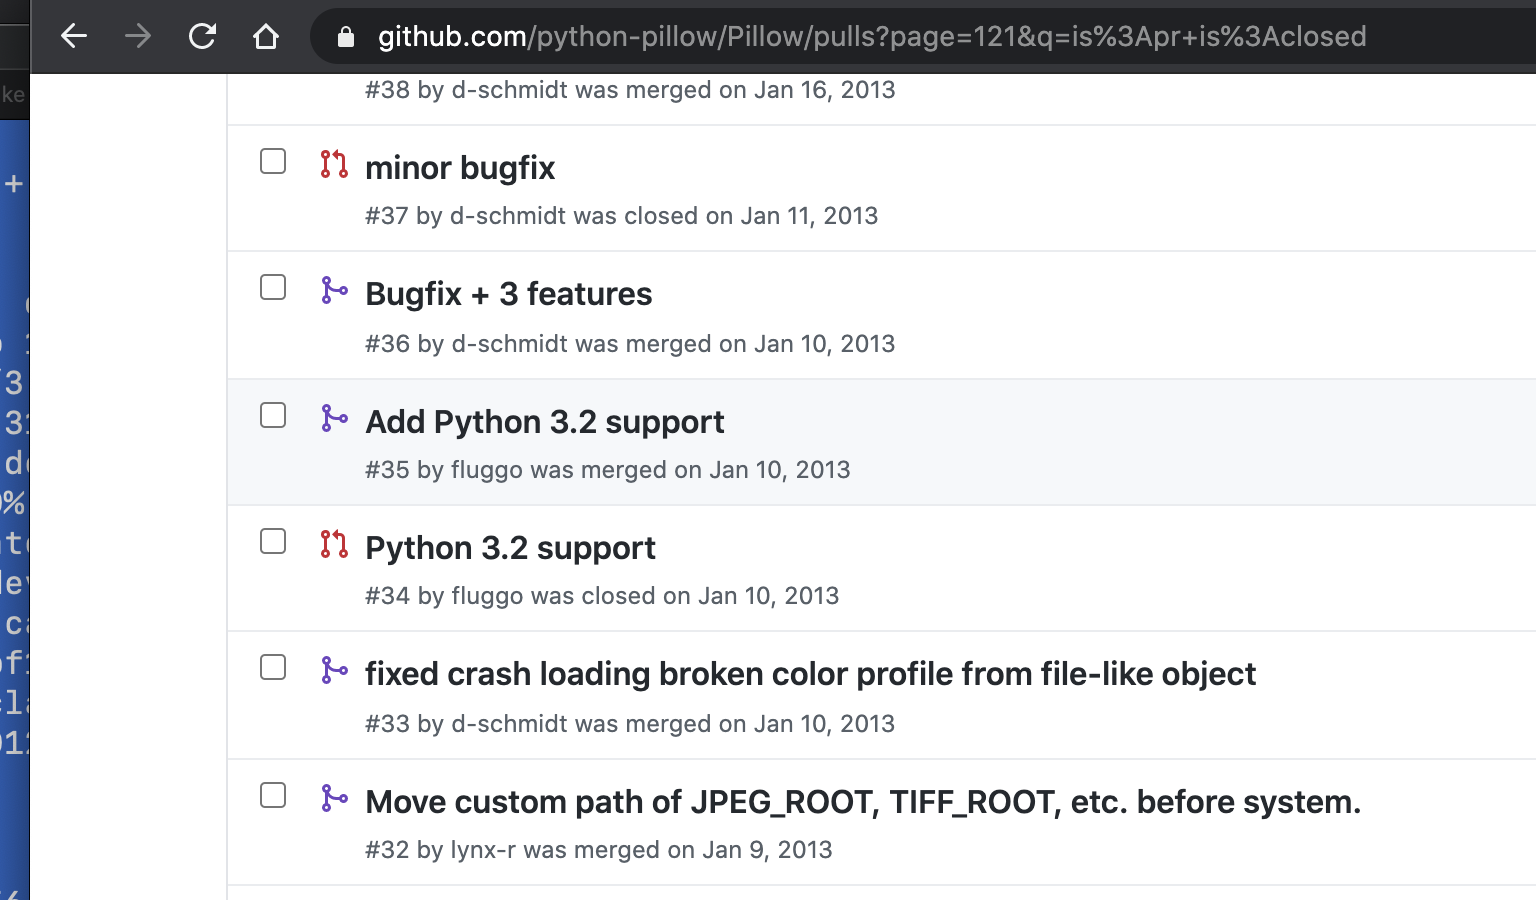 github.com/python-pillow/Pillow/pulls?page=121&q=is%3Apr+is%3Aclosed
#38 by d-schmidt was merged on Jan 16, 2013
minor bugfix
#37 by d-schmidt was closed on Jan 11, 2013
Bugfix + 3 features
#36 by d-schmidt was merged on Jan 10, 2013
Add Python 3.2 support
#35 by fluggo was merged on Jan 10, 2013
Python 3.2 support
#34 by fluggo was closed on Jan 10, 2013
fixed crash loading broken color profile from file-like object
#33 by d-schmidt was merged on Jan 10, 2013
Move custom path of JPEG_ROOT, TIFF_ROOT, etc. before system.
#32 by lynx-r was merged on Jan 9, 2013